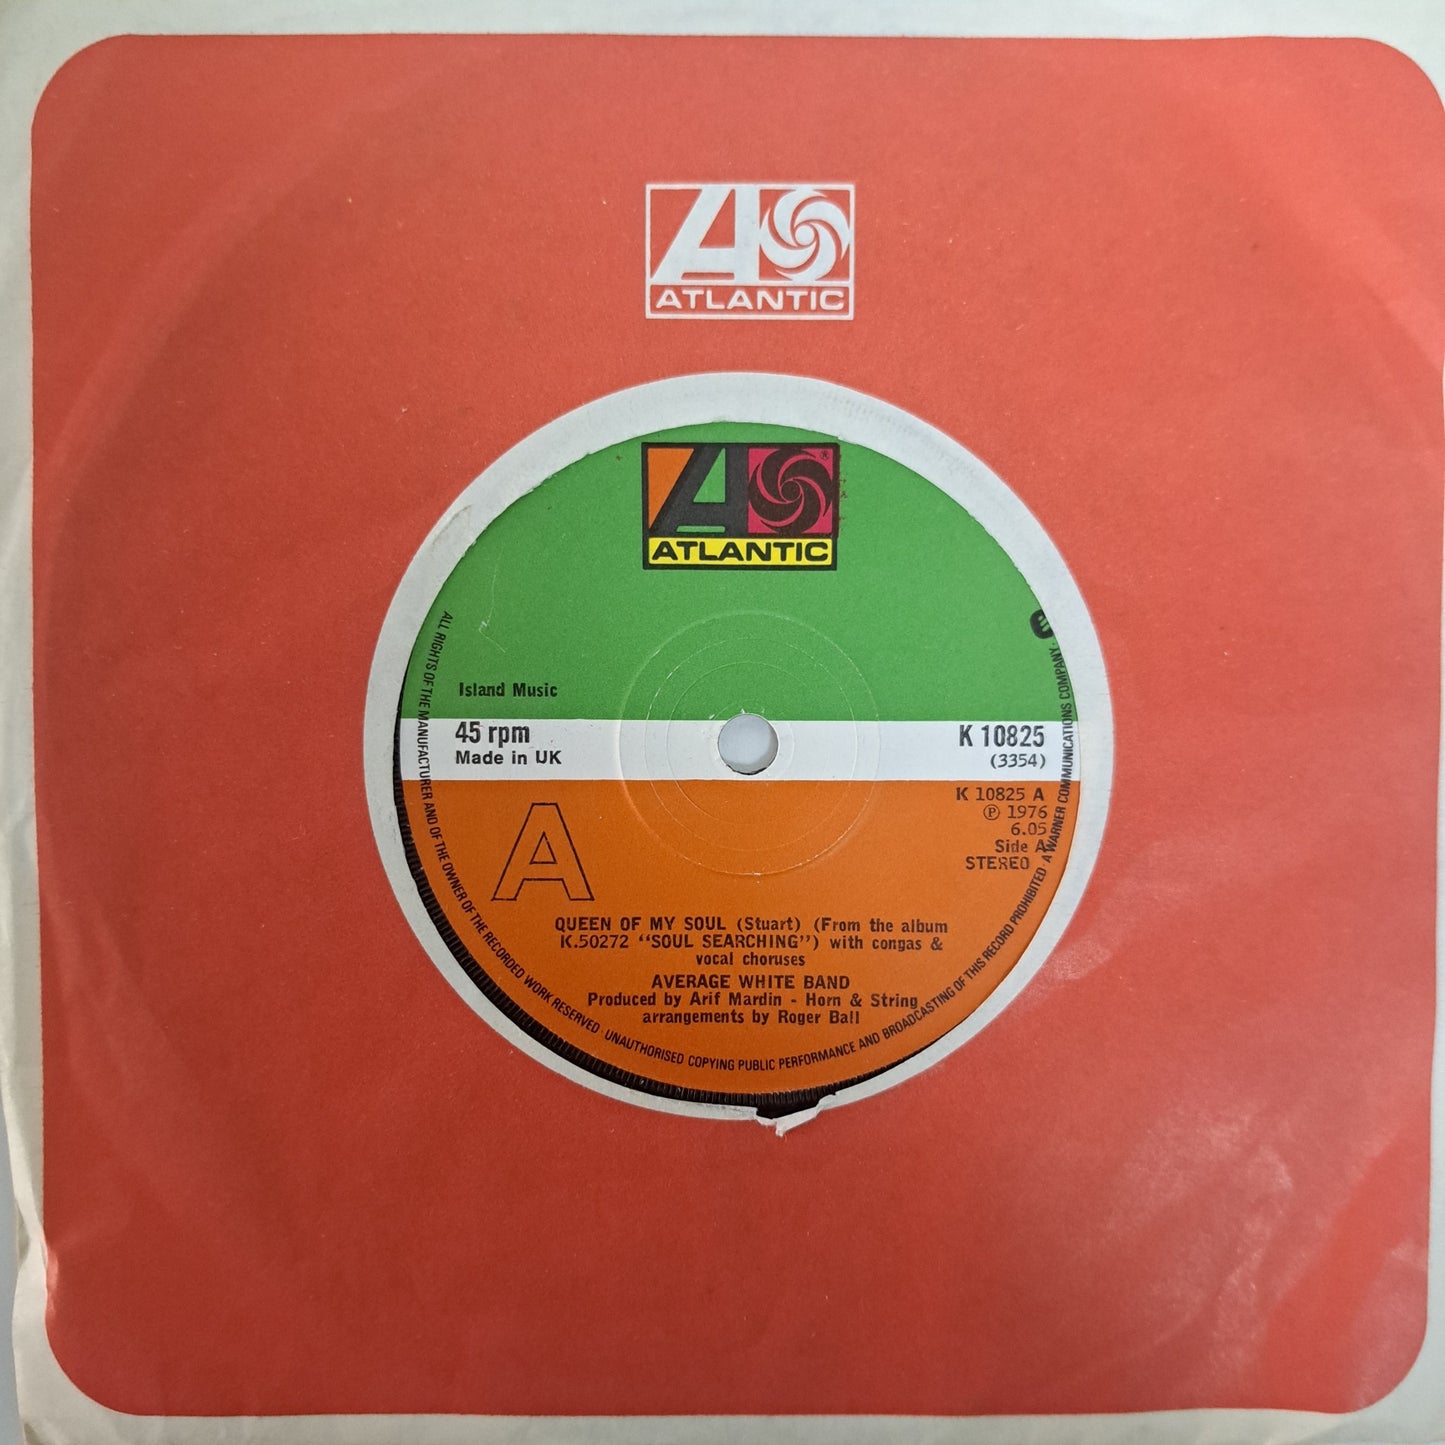 ATLANTIC
ATLANTIC
Island Music
45 rpm
Made in UK
K 10825
(3354)
K 10825 A
℗ 1976
6.05
Side A
STEREO
A
QUEEN OF MY SOUL (Stuart) (From the album
K.50272 "SOUL SEARCHING") with congas &
vocal choruses
AVERAGE WHITE BAND
Produced by Arif Mardin - Horn & String
arrangements by Roger Ball
ALL RIGHTS OF THE MANUFACTURER AND OF THE OWNER OF THE RECORDED WORK RESERVED · UNAUTHORISED COPYING PUBLIC PERFORMANCE AND BROADCASTING OF THIS RECORD PROHIBITED · A WARNER COMMUNICATIONS COMPANY ·